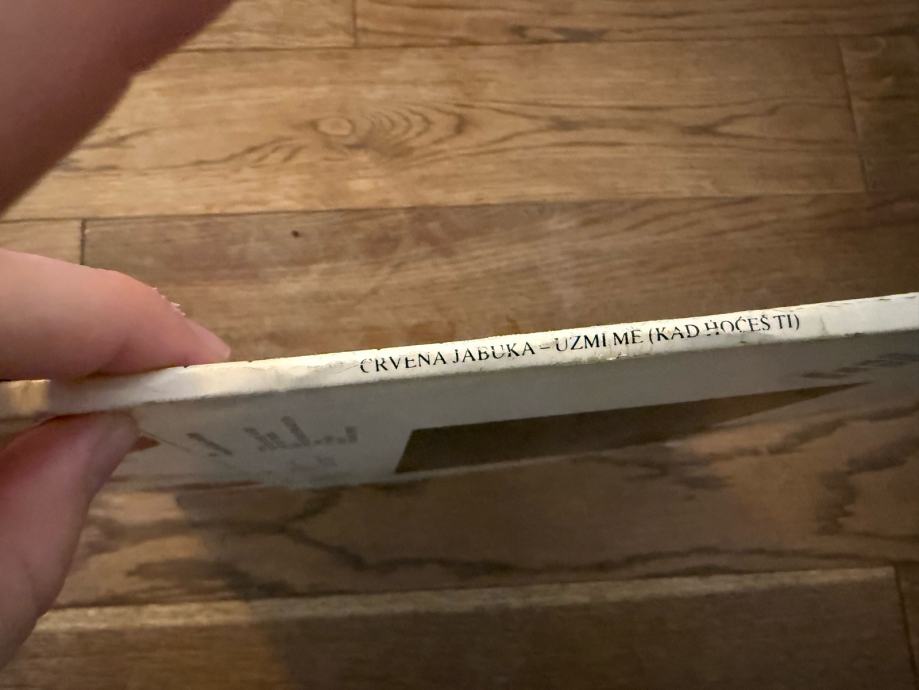 CRVENA JABUKA – UZMI ME (KAD HOĆEŠ TI)